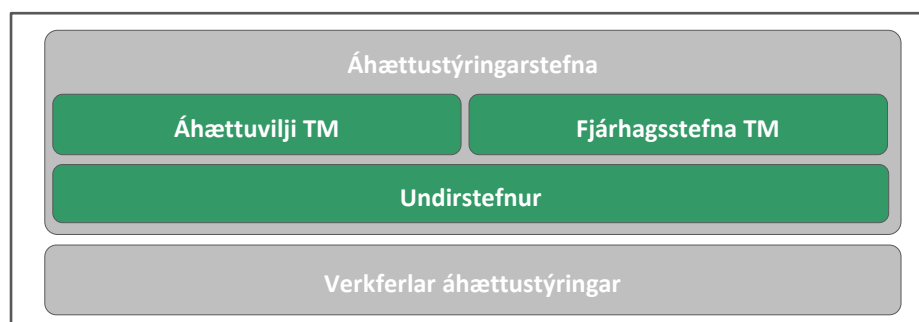 Áhættustýringarstefna
Áhættuvilji TM
Fjárhagsstefna TM
Undirstefnur
Verkferlar áhættustýringar